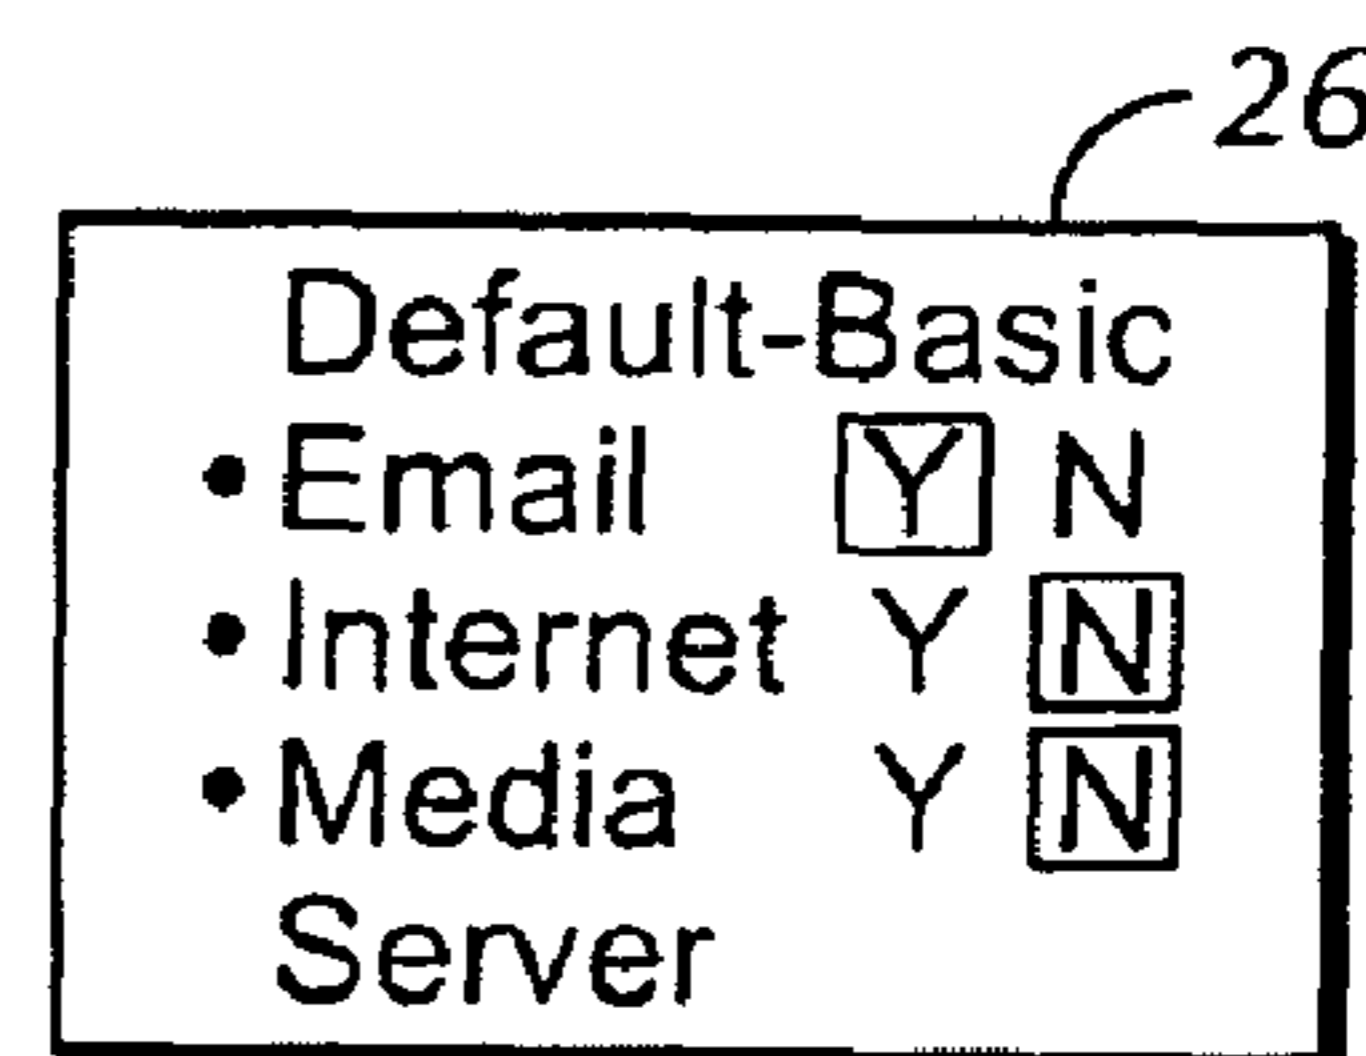 26
Default-Basic
• Email Y N
• Internet Y N
• Media Y N
Server